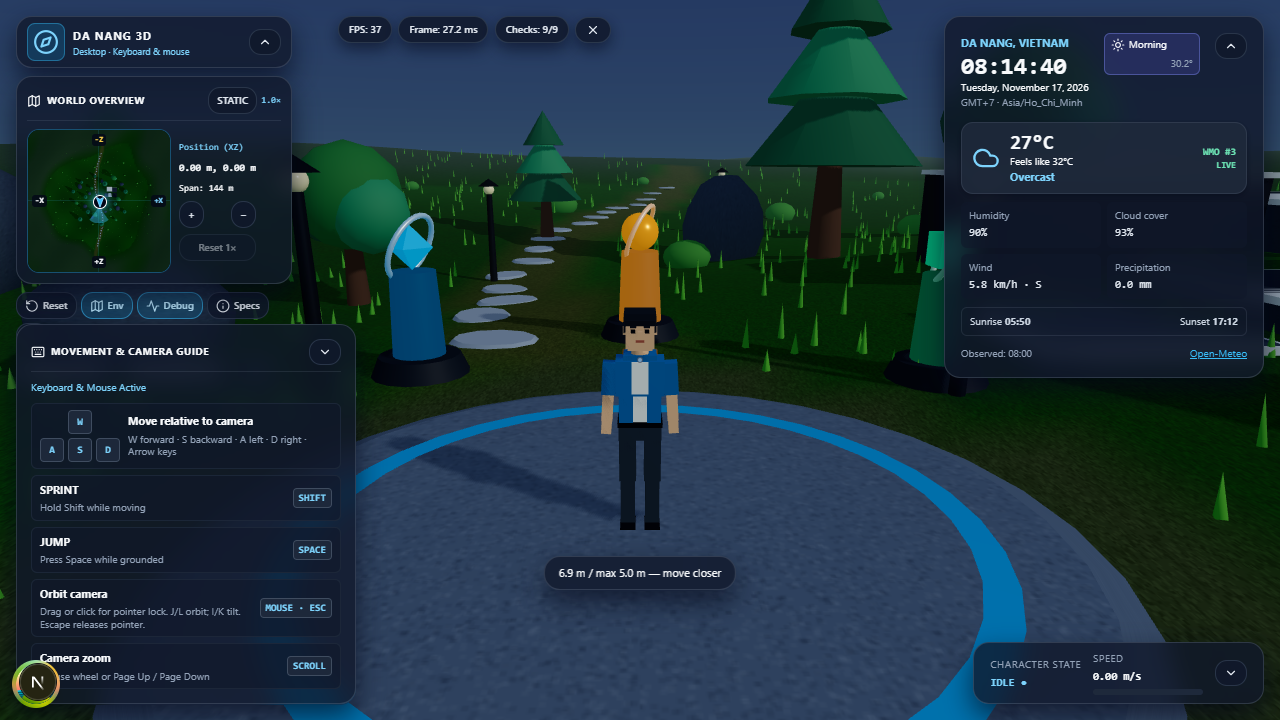 DA NANG 3D
Desktop · Keyboard & mouse
FPS: 37
Frame: 27.2 ms
Checks: 9/9
WORLD OVERVIEW
STATIC
1.0×
-Z
-X
+X
+Z
Position (XZ)
0.00 m, 0.00 m
Span: 144 m
+
−
Reset 1×
Reset
Env
Debug
Specs
MOVEMENT & CAMERA GUIDE
Keyboard & Mouse Active
W
A S D
Move relative to camera
W forward · S backward · A left · D right ·
Arrow keys
SPRINT
Hold Shift while moving
SHIFT
JUMP
Press Space while grounded
SPACE
Orbit camera
Drag or click for pointer lock. J/L orbit; I/K tilt.
Escape releases pointer.
MOUSE · ESC
Camera zoom
wheel or Page Up / Page Down
SCROLL
N
6.9 m / max 5.0 m — move closer
DA NANG, VIETNAM
08:14:40
Tuesday, November 17, 2026
GMT+7 · Asia/Ho_Chi_Minh
Morning
30.2°
27°C
Feels like 32°C
Overcast
WMO #3
LIVE
Humidity
90%
Cloud cover
93%
Wind
5.8 km/h · S
Precipitation
0.0 mm
Sunrise 05:50
Sunset 17:12
Observed: 08:00
Open-Meteo
CHARACTER STATE
IDLE
SPEED
0.00 m/s